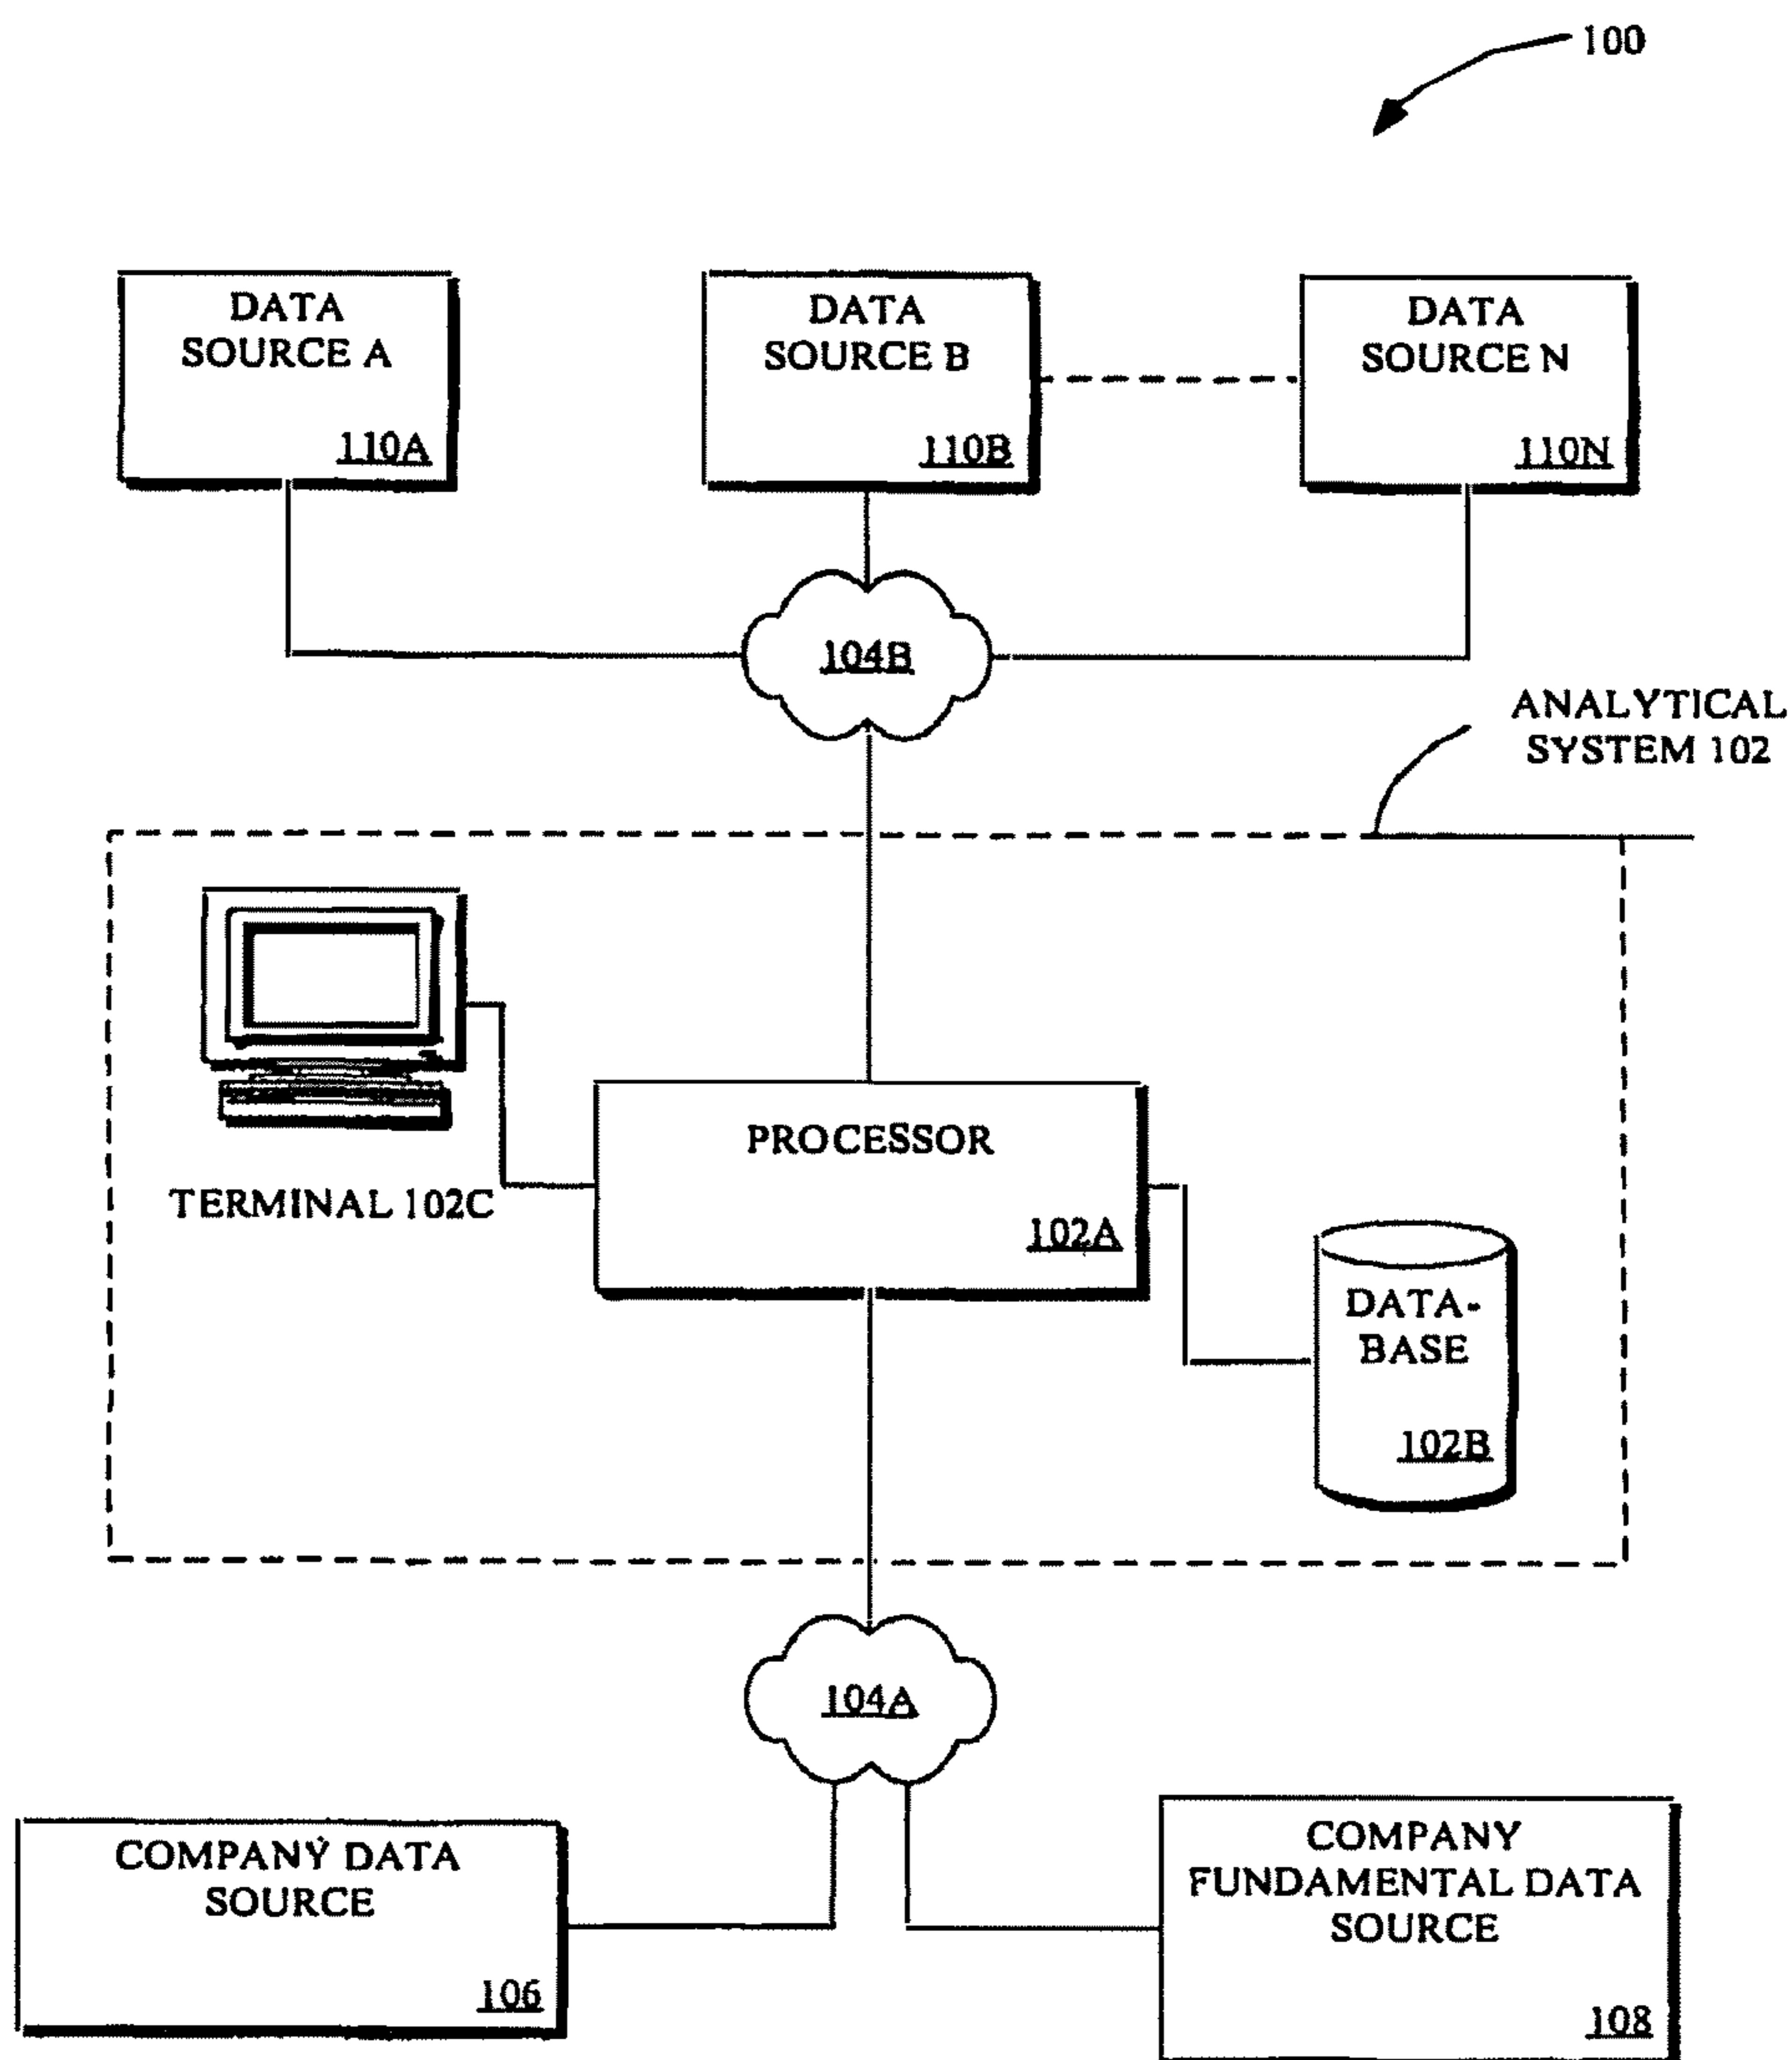 100
DATA
SOURCE A
110A
DATA
SOURCE B
110B
DATA
SOURCE N
110N
104B
ANALYTICAL
SYSTEM 102
TERMINAL 102C
PROCESSOR
102A
DATA-
BASE
102B
104A
COMPANY DATA
SOURCE
106
COMPANY
FUNDAMENTAL DATA
SOURCE
108